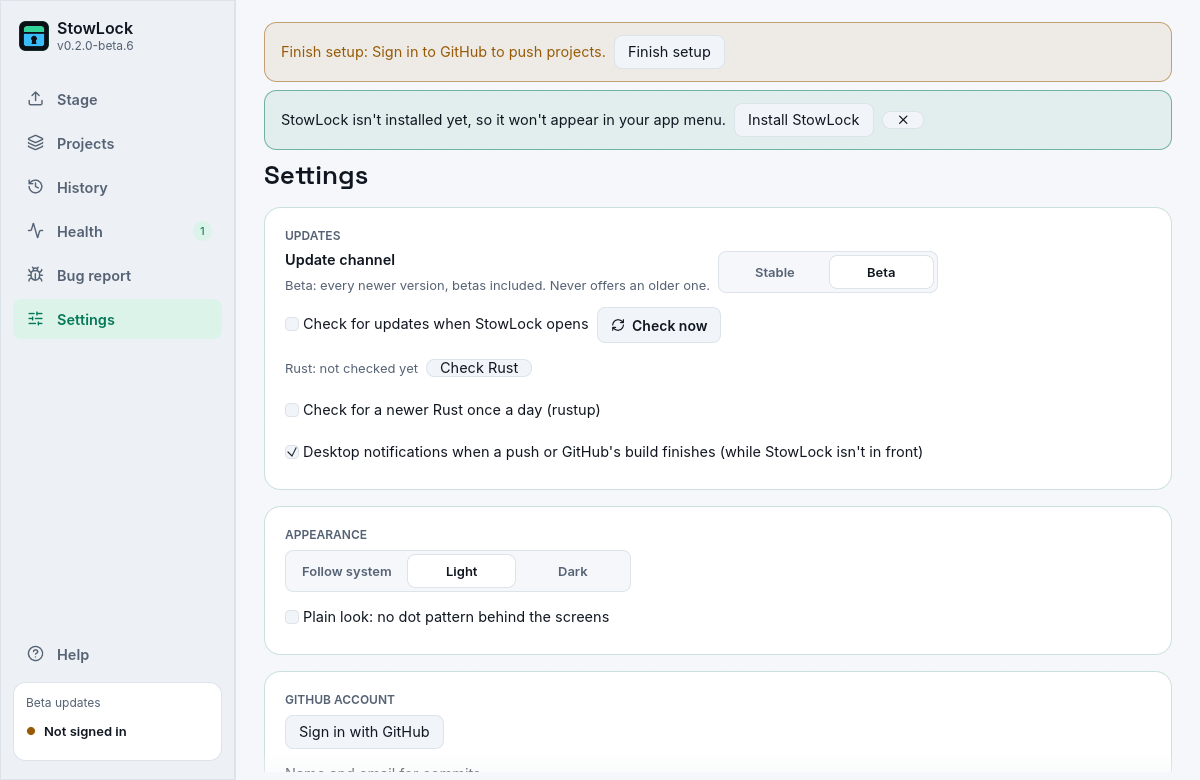 StowLock
v0.2.0-beta.6
Stage
Projects
History
Health 1
Bug report
Settings
Help
Beta updates
Not signed in
Finish setup: Sign in to GitHub to push projects. Finish setup
StowLock isn't installed yet, so it won't appear in your app menu. Install StowLock
Settings
UPDATES
Update channel
Beta: every newer version, betas included. Never offers an older one.
Stable Beta
Check for updates when StowLock opens Check now
Rust: not checked yet Check Rust
Check for a newer Rust once a day (rustup)
Desktop notifications when a push or GitHub's build finishes (while StowLock isn't in front)
APPEARANCE
Follow system Light Dark
Plain look: no dot pattern behind the screens
GITHUB ACCOUNT
Sign in with GitHub
Name and email for commits